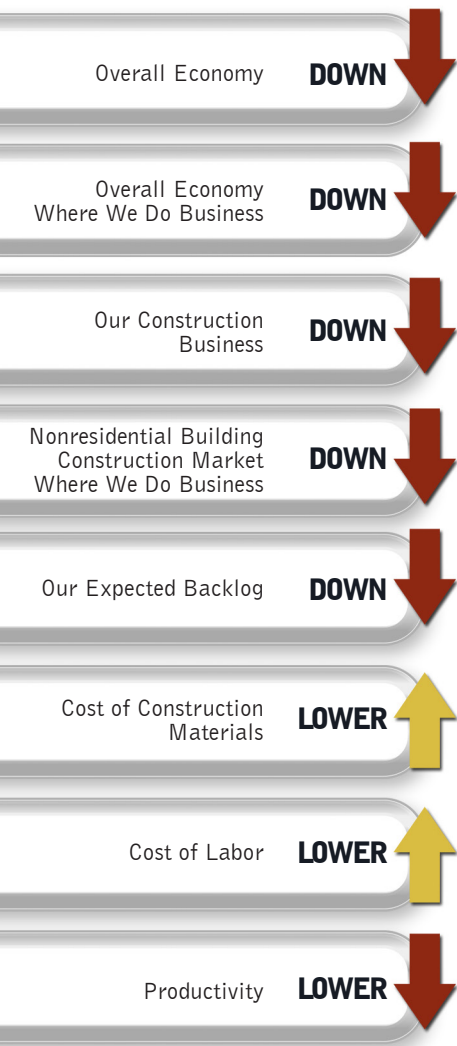 Overall Economy DOWN
Overall Economy
Where We Do Business DOWN
Our Construction
Business DOWN
Nonresidential Building
Construction Market DOWN
Where We Do Business
Our Expected Backlog DOWN
Cost of Construction
Materials LOWER
Cost of Labor LOWER
Productivity LOWER